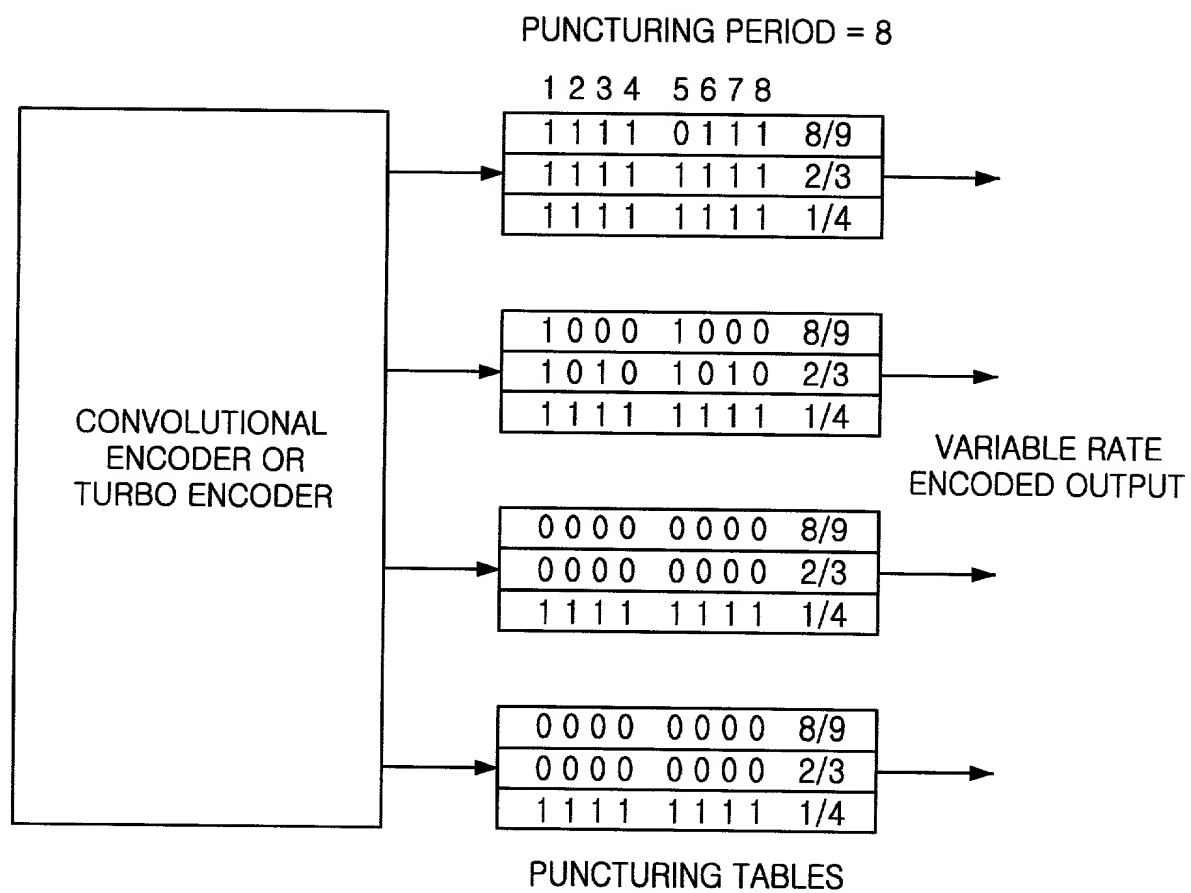 PUNCTURING PERIOD = 8
1 2 3 4 5 6 7 8
1 1 1 1 0 1 1 1 8/9
1 1 1 1 1 1 1 1 2/3
1 1 1 1 1 1 1 1 1/4
1 0 0 0 1 0 0 0 8/9
1 0 1 0 1 0 1 0 2/3
1 1 1 1 1 1 1 1 1/4
CONVOLUTIONAL
ENCODER OR
TURBO ENCODER
VARIABLE RATE
ENCODED OUTPUT
0 0 0 0 0 0 0 0 8/9
0 0 0 0 0 0 0 0 2/3
1 1 1 1 1 1 1 1 1/4
0 0 0 0 0 0 0 0 8/9
0 0 0 0 0 0 0 0 2/3
1 1 1 1 1 1 1 1 1/4
PUNCTURING TABLES